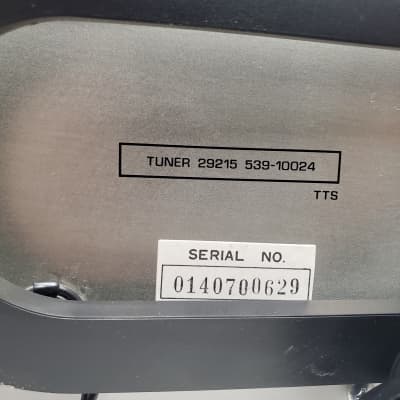 TUNER 29215 539-10024
TTS
SERIAL NO.
0140700629